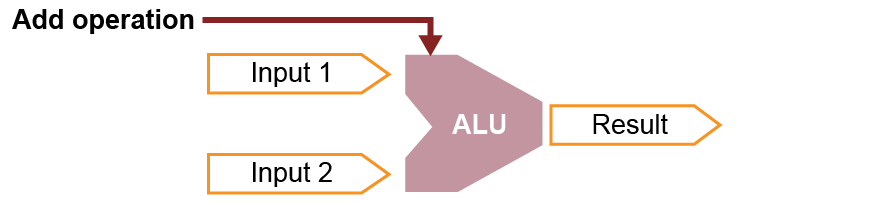 Add operation
Input 1
ALU
Result
Input 2